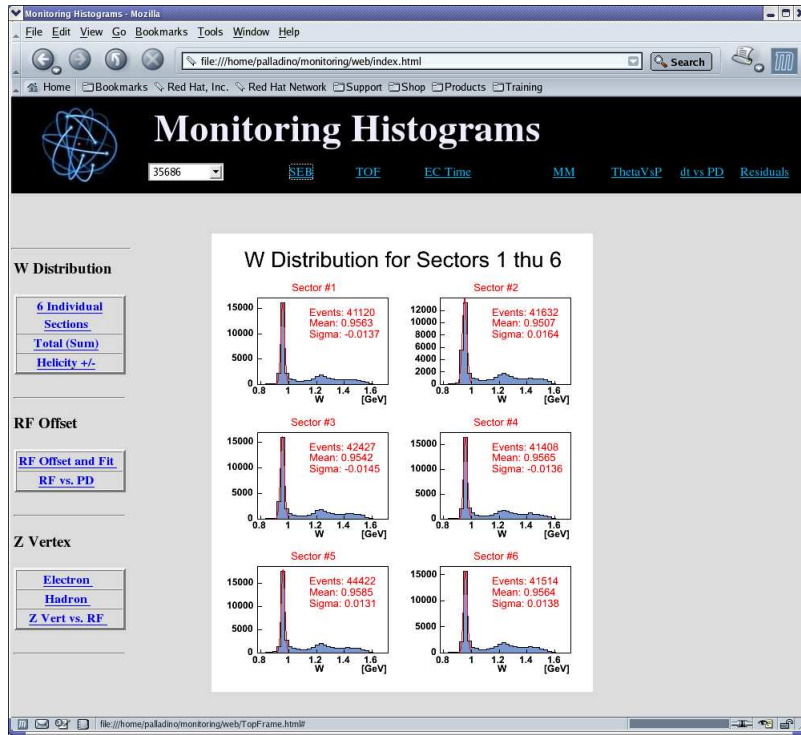 Monitoring Histograms - Mozilla
File Edit View Go Bookmarks Tools Window Help
file:///home/palladino/monitoring/web/index.html
Search
Home Bookmarks Red Hat, Inc. Red Hat Network Support Shop Products Training
Monitoring Histograms
35686 SEB TOF EC Time MM ThetaVsP dt vs PD Residuals
W Distribution
6 Individual
Sections
Total (Sum)
Helicity +/-
RF Offset
RF Offset and Fit
RF vs. PD
Z Vertex
Electron
Hadron
Z Vert vs. RF
W Distribution for Sectors 1 thu 6
Sector #1
15000
10000
5000
0
Events: 41120
Mean: 0.9563
Sigma: -0.0137
0.8 1 1.2 1.4 1.6
W [GeV]
Sector #2
12000
10000
8000
6000
4000
2000
0
Events: 41632
Mean: 0.9507
Sigma: 0.0164
0.8 1 1.2 1.4 1.6
W [GeV]
Sector #3
15000
10000
5000
0
Events: 42427
Mean: 0.9542
Sigma: -0.0145
0.8 1 1.2 1.4 1.6
W [GeV]
Sector #4
15000
10000
5000
0
Events: 41408
Mean: 0.9565
Sigma: -0.0136
0.8 1 1.2 1.4 1.6
W [GeV]
Sector #5
15000
10000
5000
0
Events: 44422
Mean: 0.9585
Sigma: 0.0131
0.8 1 1.2 1.4 1.6
W [GeV]
Sector #6
15000
10000
5000
0
Events: 41514
Mean: 0.9564
Sigma: 0.0138
0.8 1 1.2 1.4 1.6
W [GeV]
file:///home/palladino/monitoring/web/TopFrame.html#